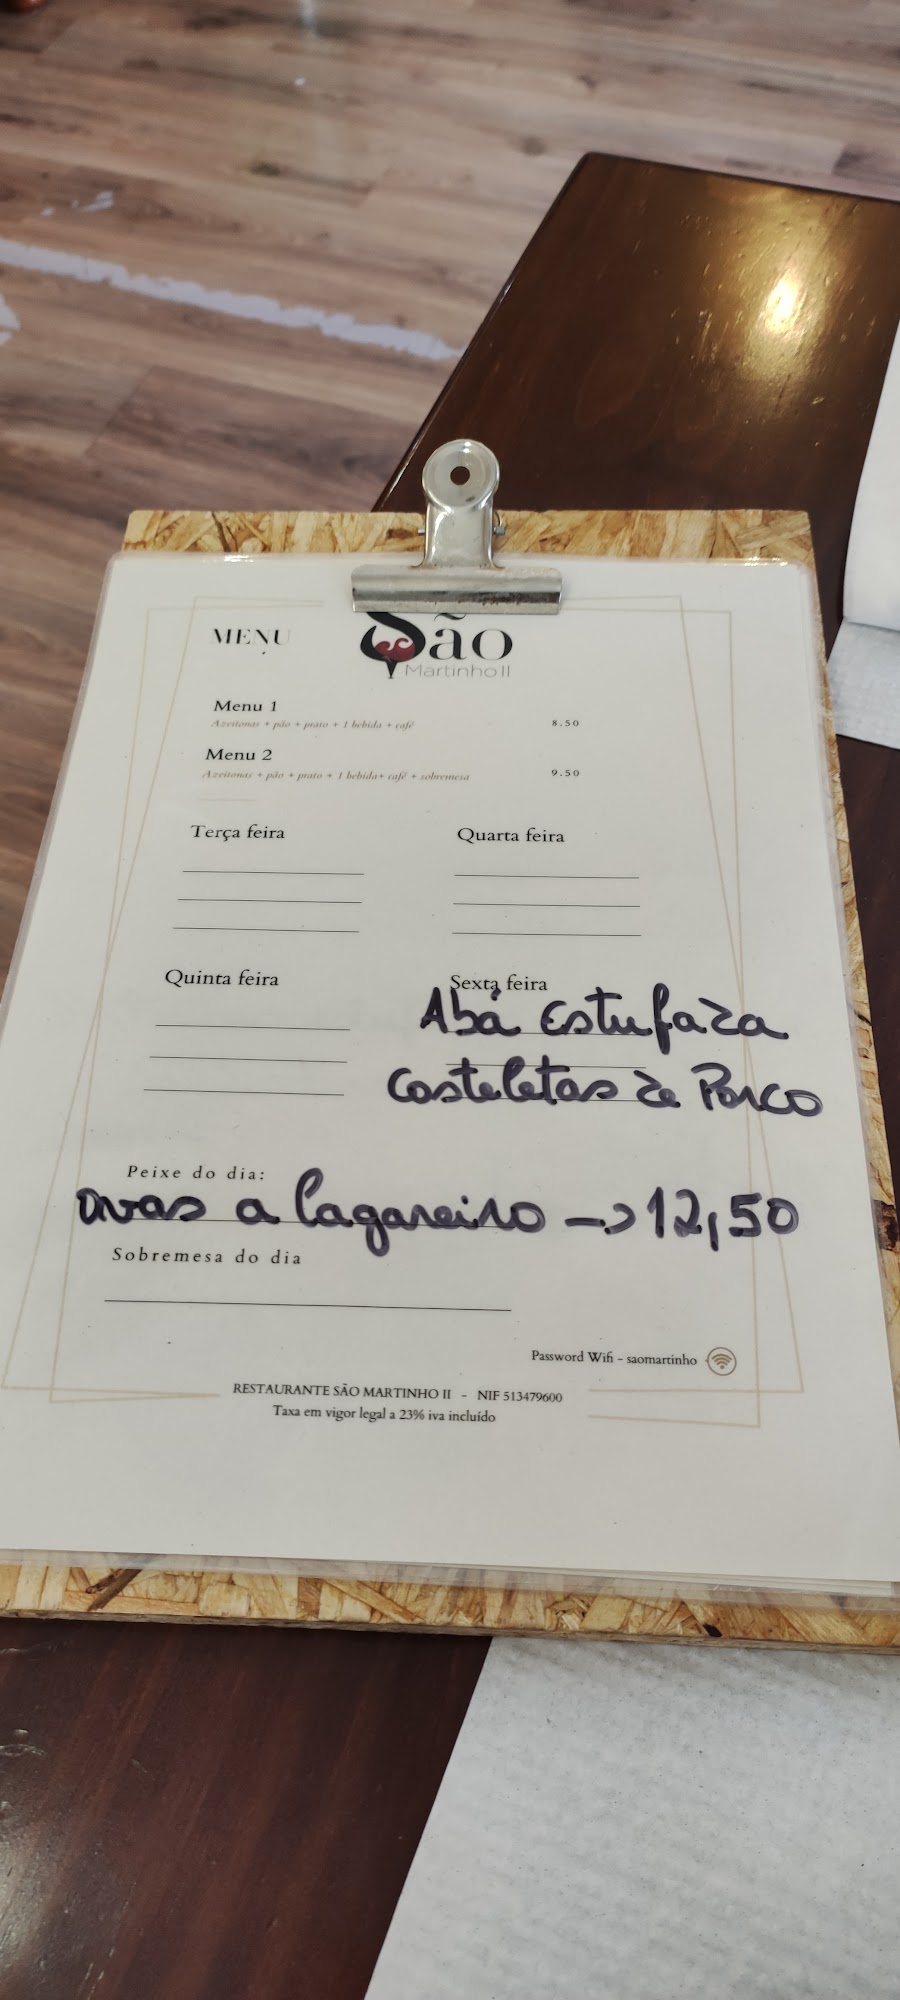 MENU
São
Martinho II
Menu 1
Azeitonas + pão + prato + 1 bebida + café 8.50
Menu 2
Azeitonas + pão + prato + 1 bebida+ café + sobremesa 9.50
Terça feira
Quarta feira
Quinta feira
Sexta feira
Abá Estufada
Costeletas de Porco
Peixe do dia:
ovas a lagareiro -> 12,50
Sobremesa do dia
Password Wifi - saomartinho
RESTAURANTE SÃO MARTINHO II - NIF 513479600
Taxa em vigor legal a 23% iva incluído